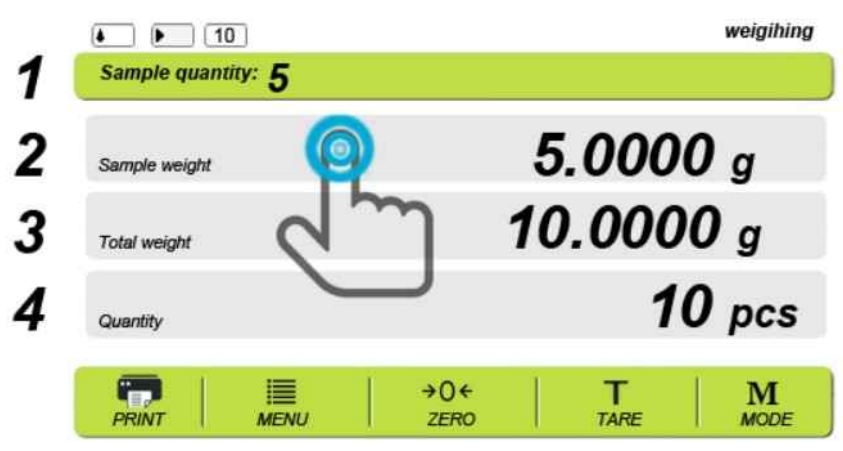 10 weigihing
1 Sample quantity: 5
2 Sample weight 5.0000 g
3 Total weight 10.0000 g
4 Quantity 10 pcs
→0← T M
PRINT MENU ZERO TARE MODE